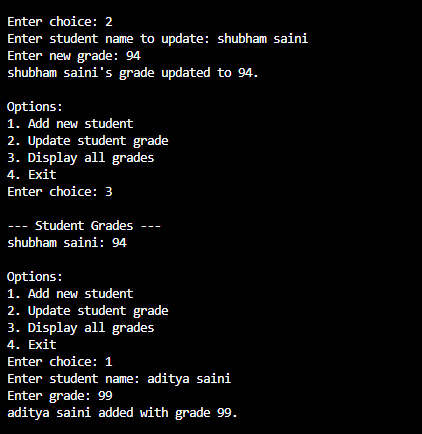 Enter choice: 2
Enter student name to update: shubham saini
Enter new grade: 94
shubham saini's grade updated to 94.
Options:
1. Add new student
2. Update student grade
3. Display all grades
4. Exit
Enter choice: 3
--- Student Grades ---
shubham saini: 94
Options:
1. Add new student
2. Update student grade
3. Display all grades
4. Exit
Enter choice: 1
Enter student name: aditya saini
Enter grade: 99
aditya saini added with grade 99.